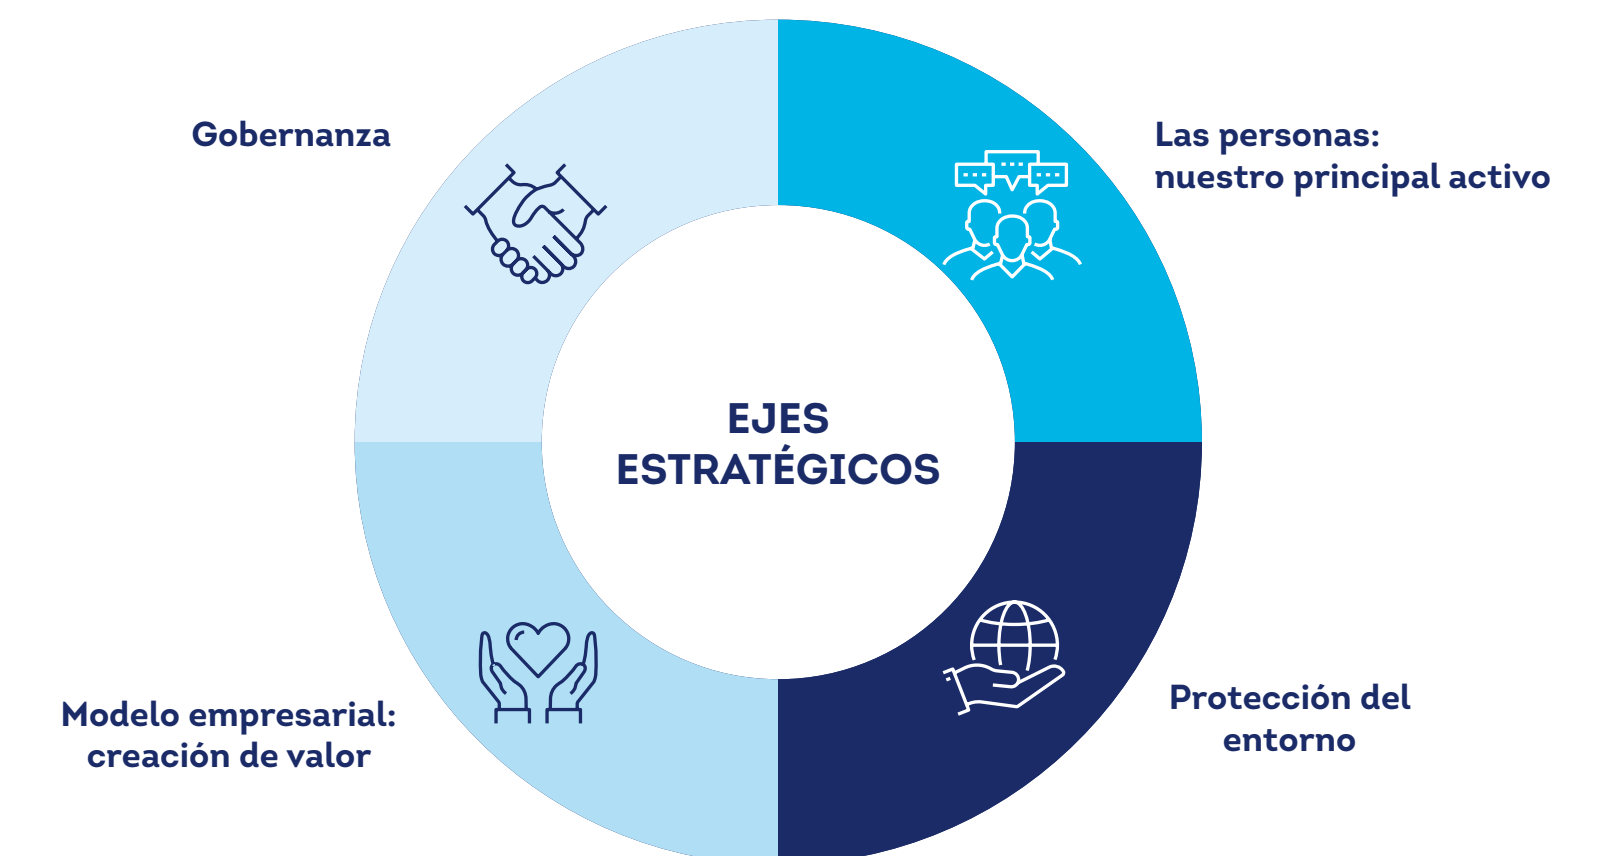 Gobernanza
Las personas:
nuestro principal activo
EJES
ESTRATÉGICOS
Modelo empresarial:
creación de valor
Protección del
entorno